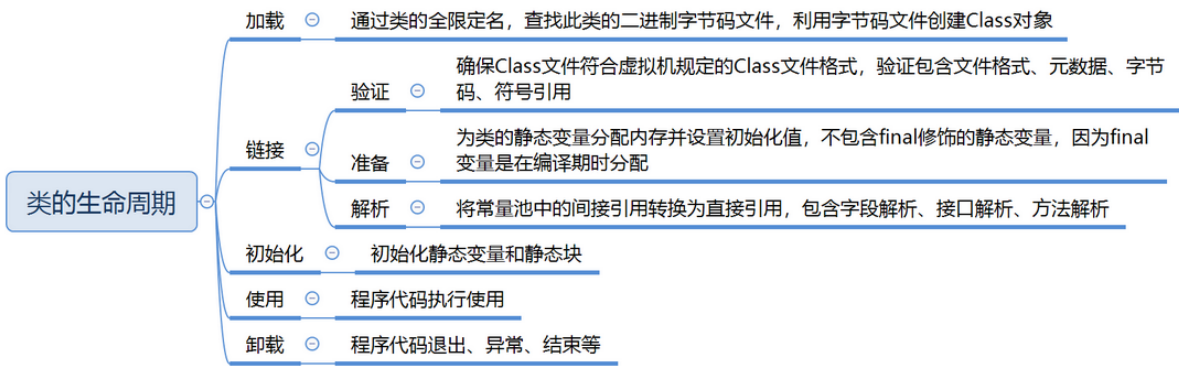 类的生命周期
加载
通过类的全限定名，查找此类的二进制字节码文件，利用字节码文件创建Class对象
链接
验证
确保Class文件符合虚拟机规定的Class文件格式，验证包含文件格式、元数据、字节
码、符号引用
准备
为类的静态变量分配内存并设置初始化值，不包含final修饰的静态变量，因为final
变量是在编译期时分配
解析
将常量池中的间接引用转换为直接引用，包含字段解析、接口解析、方法解析
初始化
初始化静态变量和静态块
使用
程序代码执行使用
卸载
程序代码退出、异常、结束等